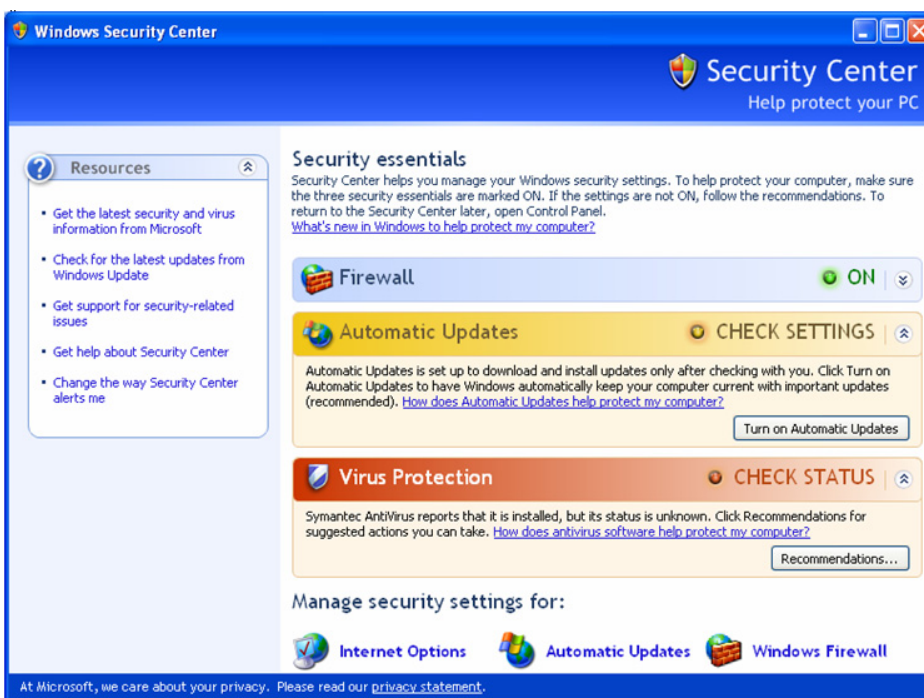 Windows Security Center
Security Center
Help protect your PC
Resources
Get the latest security and virus
information from Microsoft
Check for the latest updates from
Windows Update
Get support for security-related
issues
Get help about Security Center
Change the way Security Center
alerts me
Security essentials
Security Center helps you manage your Windows security settings. To help protect your computer, make sure
the three security essentials are marked ON. If the settings are not ON, follow the recommendations. To
return to the Security Center later, open Control Panel.
What's new in Windows to help protect my computer?
Firewall ON
Automatic Updates CHECK SETTINGS
Automatic Updates is set up to download and install updates only after checking with you. Click Turn on
Automatic Updates to have Windows automatically keep your computer current with important updates
(recommended). How does Automatic Updates help protect my computer?
Turn on Automatic Updates
Virus Protection CHECK STATUS
Symantec AntiVirus reports that it is installed, but its status is unknown. Click Recommendations for
suggested actions you can take. How does antivirus software help protect my computer?
Recommendations...
Manage security settings for:
Internet Options Automatic Updates Windows Firewall
At Microsoft, we care about your privacy. Please read our privacy statement.